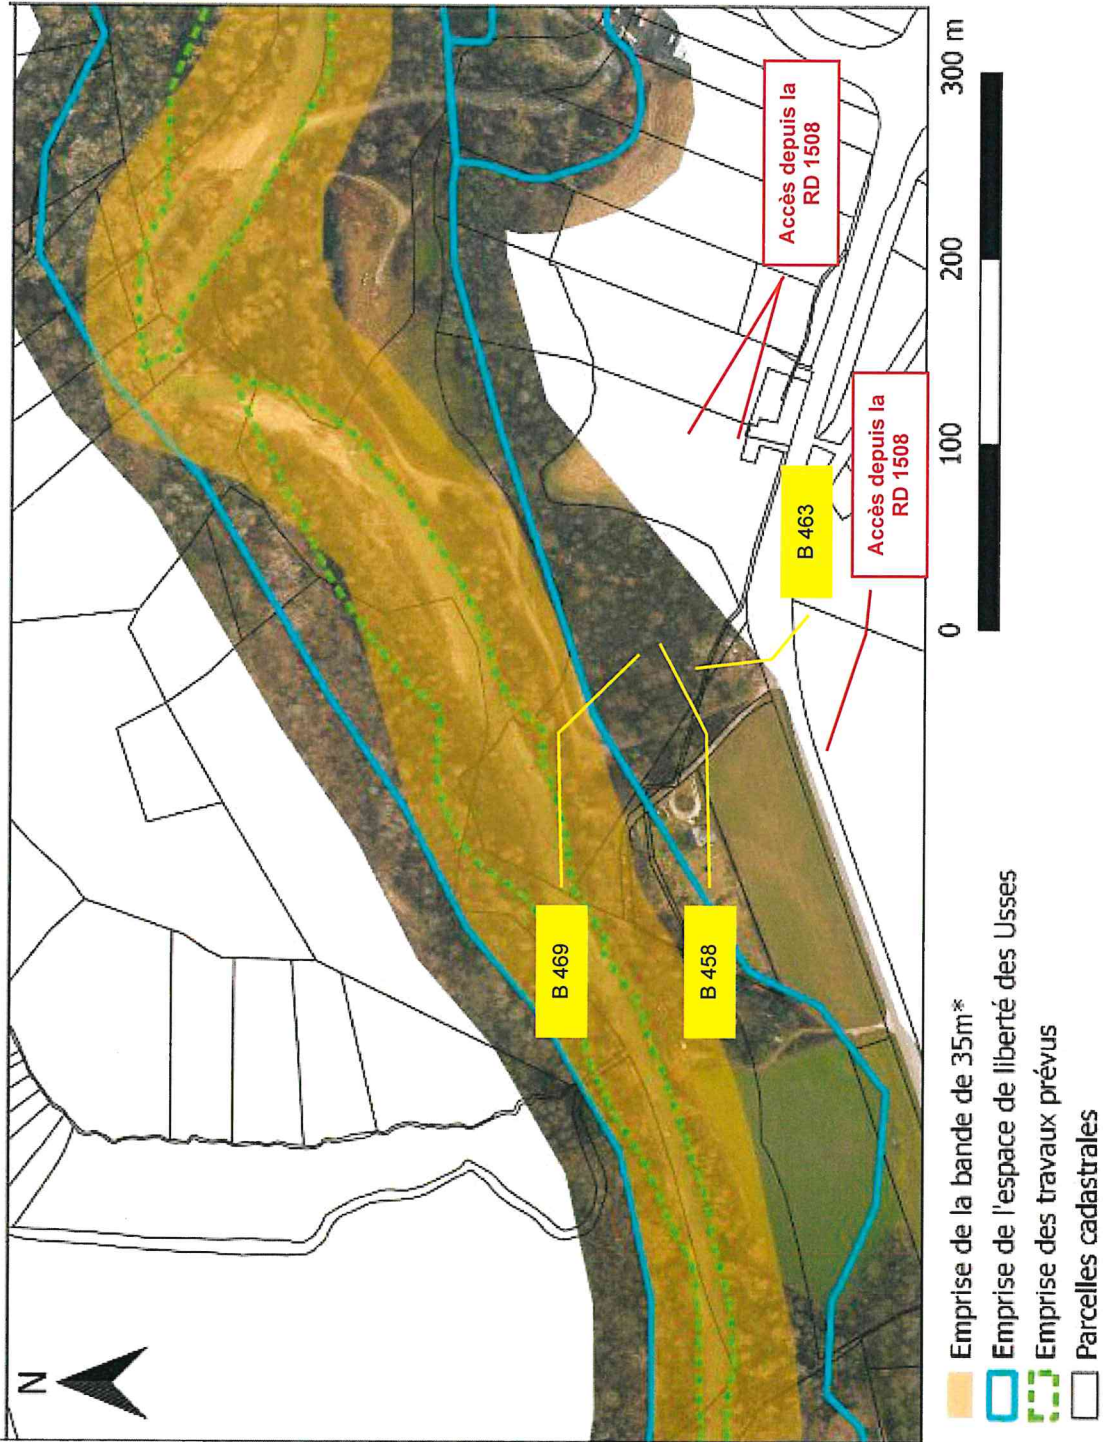 N
B 469
B 458
B 463
Accès depuis la
RD 1508
Accès depuis la
RD 1508
0
100
200
300 m
Emprise de la bande de 35m*
Emprise de l'espace de liberté des Usses
Emprise des travaux prévus
Parcelles cadastrales